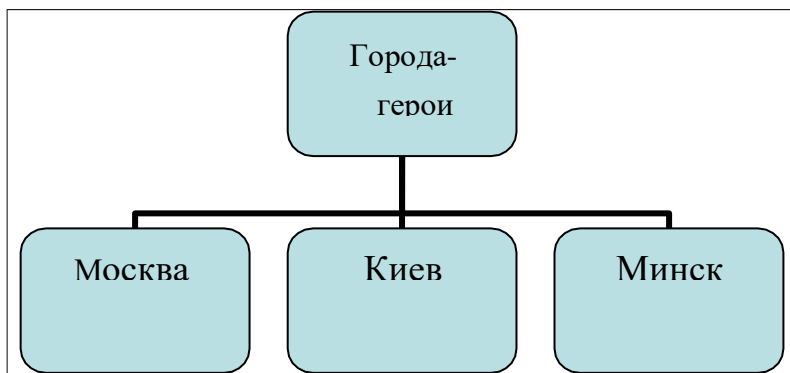 Города-
герои
Москва
Киев
Минск